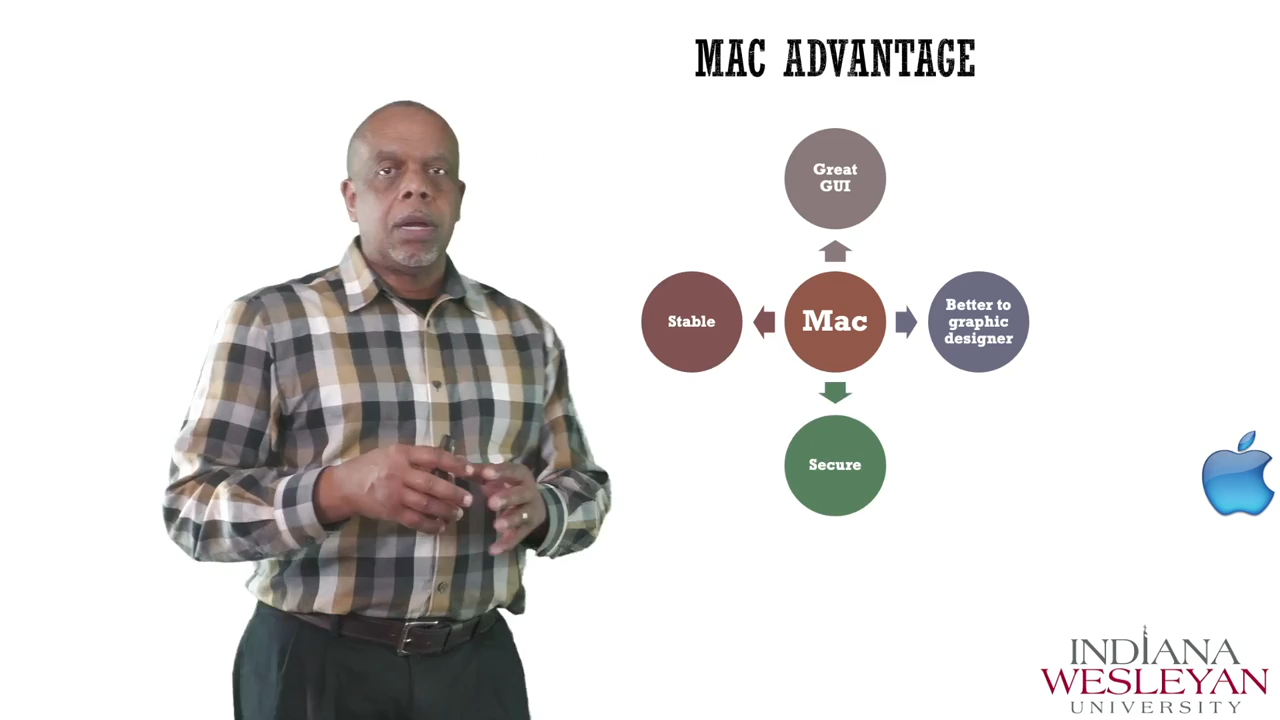 MAC ADVANTAGE
Great
GUI
Stable
Mac
Better to
graphic
designer
Secure
INDIANA
WESLEYAN
UNIVERSITY